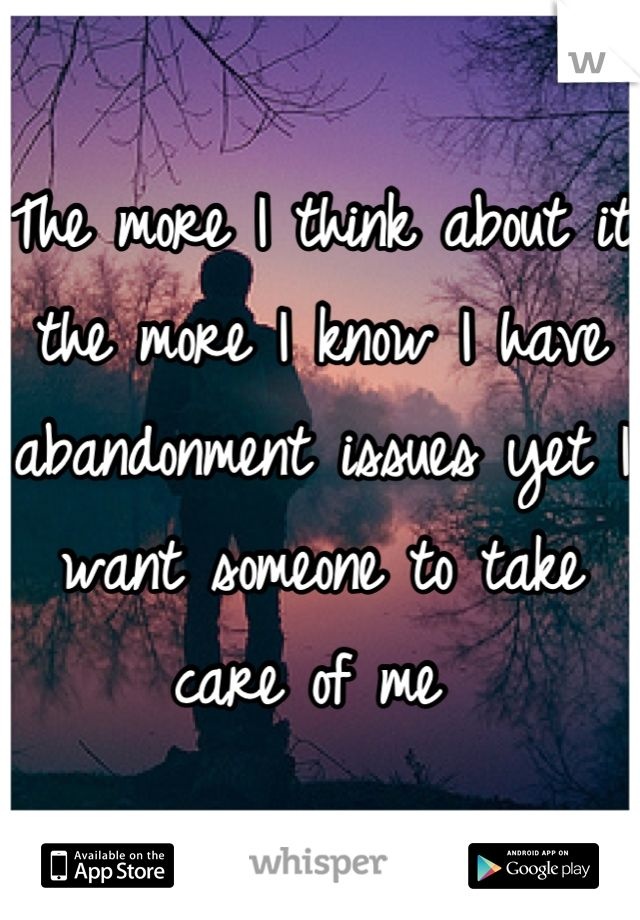 w
The more I think about it
the more I know I have
abandonment issues yet I
want someone to take
care of me
Available on the
App Store
whisper
ANDROID APP ON
Google play